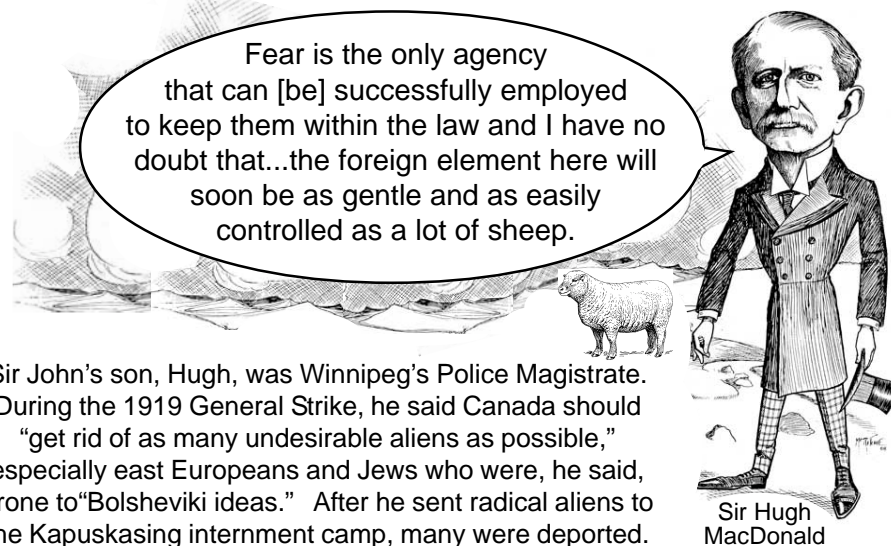 Fear is the only agency
that can [be] successfully employed
to keep them within the law and I have no
doubt that...the foreign element here will
soon be as gentle and as easily
controlled as a lot of sheep.
Sir John’s son, Hugh, was Winnipeg’s Police Magistrate.
During the 1919 General Strike, he said Canada should
“get rid of as many undesirable aliens as possible,”
especially east Europeans and Jews who were, he said,
rone to“Bolsheviki ideas.” After he sent radical aliens to
he Kapuskasing internment camp, many were deported.
Sir Hugh
MacDonald